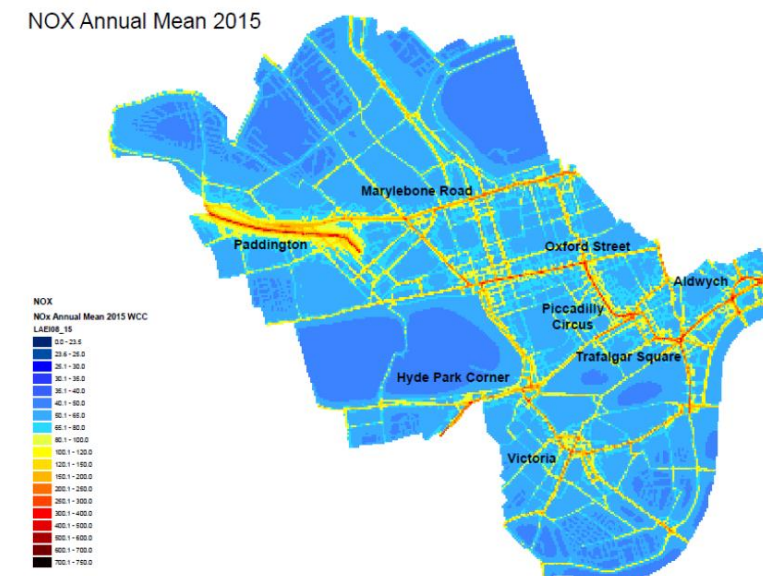 NOX Annual Mean 2015
Marylebone Road
Paddington
Oxford Street
Aldwych
Piccadilly
Circus
Trafalgar Square
Hyde Park Corner
Victoria
NOX
NOx Annual Mean 2015 WCC
LAEI08_15
0.0 - 23.5
23.6 - 25.0
25.1 - 30.0
30.1 - 35.0
35.1 - 40.0
40.1 - 50.0
50.1 - 65.0
65.1 - 80.0
80.1 - 100.0
100.1 - 120.0
120.1 - 150.0
150.1 - 200.0
200.1 - 250.0
250.1 - 300.0
300.1 - 400.0
400.1 - 500.0
500.1 - 600.0
600.1 - 700.0
700.1 - 750.0